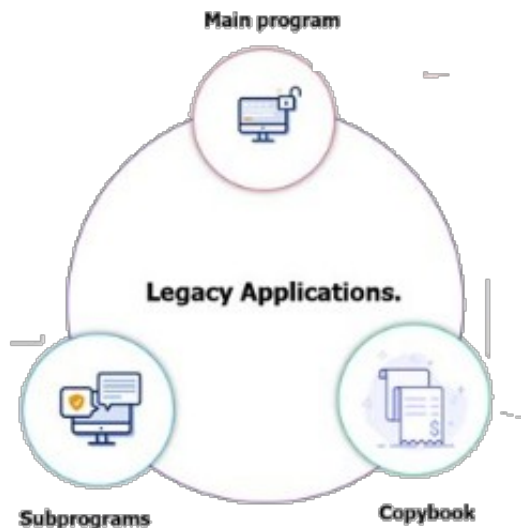 Main program
Legacy Applications.
$
Subprograms
Copybook